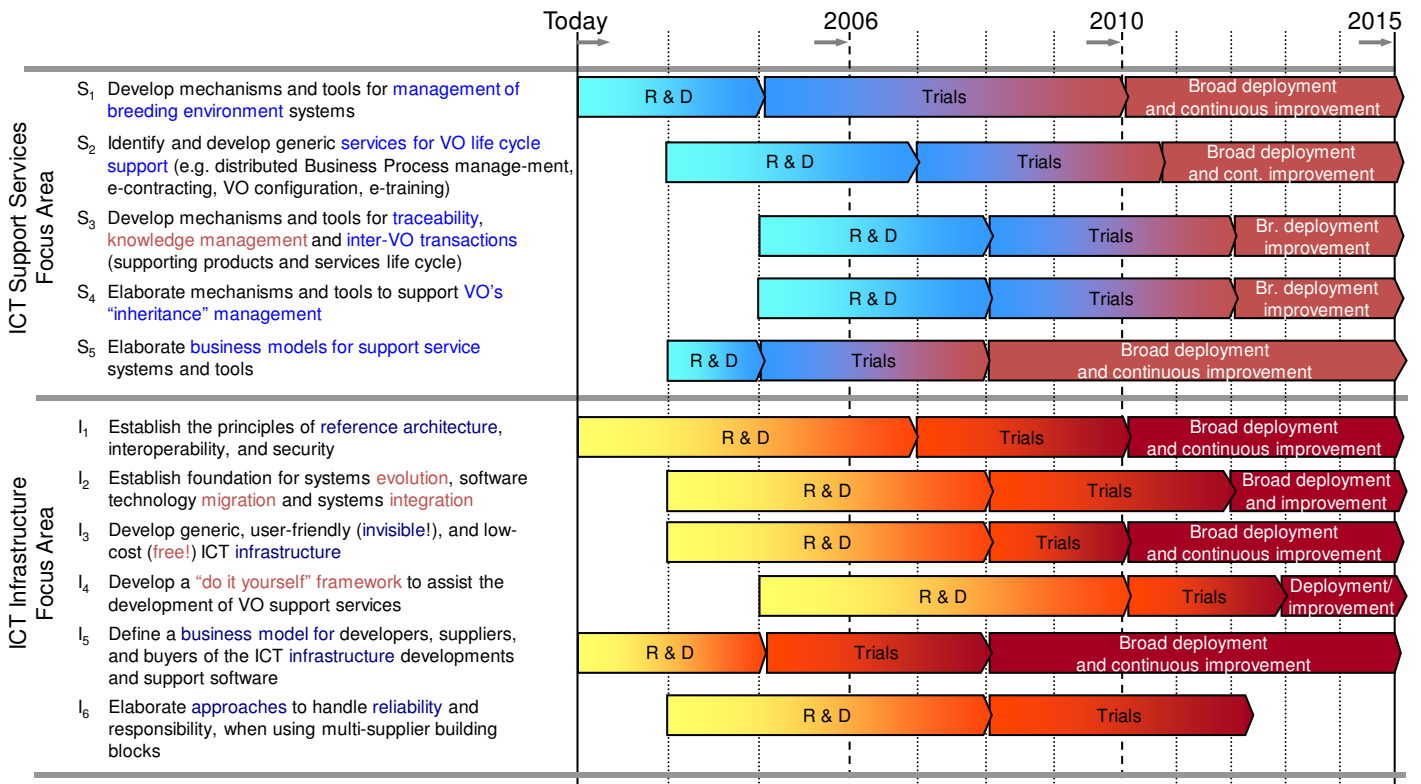 Today 2006 2010 2015
ICT Support Services
Focus Area
S1 Develop mechanisms and tools for management of
breeding environment systems
R & D Trials Broad deployment
and continuous improvement
S2 Identify and develop generic services for VO life cycle
support (e.g. distributed Business Process manage-ment,
e-contracting, VO configuration, e-training)
R & D Trials Broad deployment
and cont. improvement
S3 Develop mechanisms and tools for traceability,
knowledge management and inter-VO transactions
(supporting products and services life cycle)
R & D Trials Br. deployment
improvement
S4 Elaborate mechanisms and tools to support VO’s
“inheritance” management
R & D Trials Br. deployment
improvement
S5 Elaborate business models for support service
systems and tools
R & D Trials Broad deployment
and continuous improvement
ICT Infrastructure
Focus Area
I1 Establish the principles of reference architecture,
interoperability, and security
R & D Trials Broad deployment
and continuous improvement
I2 Establish foundation for systems evolution, software
technology migration and systems integration
R & D Trials Broad deployment
and improvement
I3 Develop generic, user-friendly (invisible!), and low-
cost (free!) ICT infrastructure
R & D Trials Broad deployment
and continuous improvement
I4 Develop a “do it yourself” framework to assist the
development of VO support services
R & D Trials Deployment/
improvement
I5 Define a business model for developers, suppliers,
and buyers of the ICT infrastructure developments
and support software
R & D Trials Broad deployment
and continuous improvement
I6 Elaborate approaches to handle reliability and
responsibility, when using multi-supplier building
blocks
R & D Trials